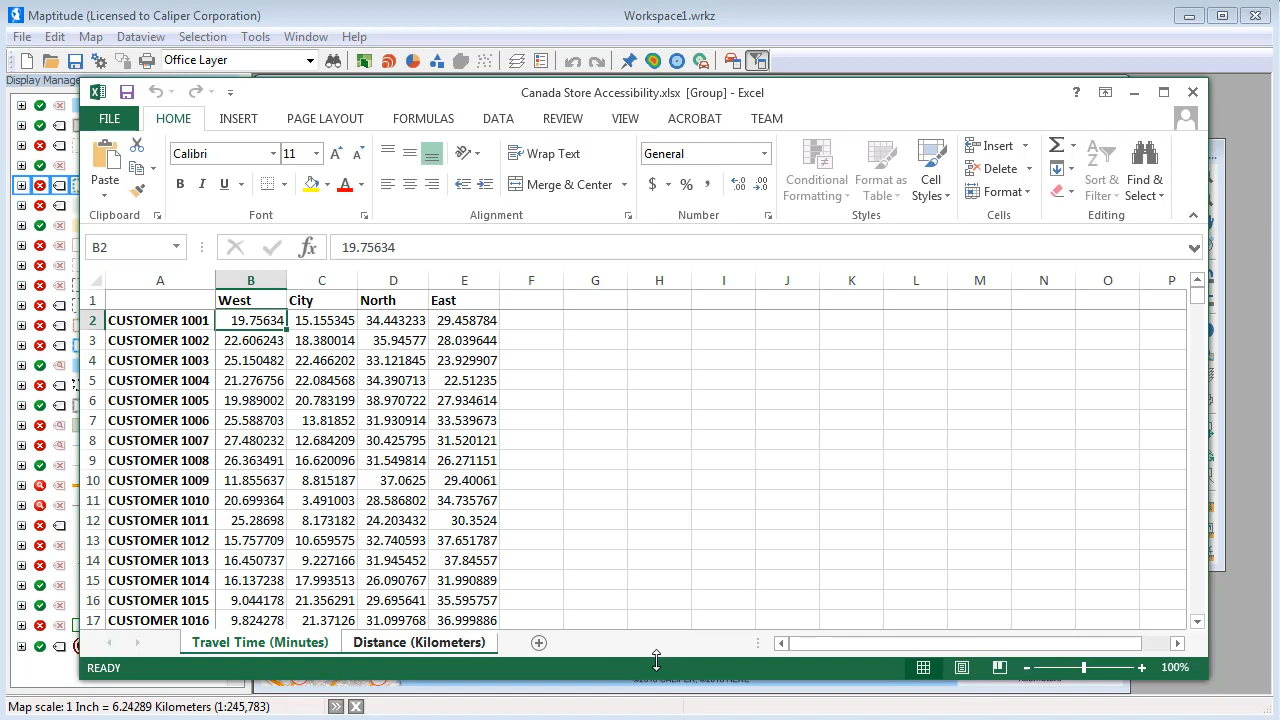 Maptitude (Licensed to Caliper Corporation) Workspace1.wrkz
File Edit Map Dataview Selection Tools Window Help
Office Layer
Display Manag
Canada Store Accessibility.xlsx [Group] - Excel
FILE HOME INSERT PAGE LAYOUT FORMULAS DATA REVIEW VIEW ACROBAT TEAM
Calibri 11 Wrap Text General Insert
Paste B I U A Merge & Center $ % , Conditional Formatting Format as Table Cell Styles Delete Format Sort & Filter Find & Select
Clipboard Font Alignment Number Styles Cells Editing
B2 fx 19.75634
A B C D E F G H I J K L M N O P
1 West City North East
2 CUSTOMER 1001 19.75634 15.155345 34.443233 29.458784
3 CUSTOMER 1002 22.606243 18.380014 35.94577 28.039644
4 CUSTOMER 1003 25.150482 22.466202 33.121845 23.939107
5 CUSTOMER 1004 21.276756 22.084568 34.390713 22.51235
6 CUSTOMER 1005 19.989002 20.783519 38.970722 27.934614
7 CUSTOMER 1006 25.588703 13.81852 31.930914 33.539673
8 CUSTOMER 1007 27.480232 12.684209 30.425795 31.528121
9 CUSTOMER 1008 26.363491 16.620096 31.549814 26.271151
10 CUSTOMER 1009 11.855637 8.815187 37.0625 29.40061
11 CUSTOMER 1010 20.699364 3.491003 28.586802 34.735767
12 CUSTOMER 1011 25.28698 8.173182 24.203432 30.3524
13 CUSTOMER 1012 15.757709 10.659575 32.740593 37.651787
14 CUSTOMER 1013 16.450737 9.227166 31.945452 37.84557
15 CUSTOMER 1014 16.137238 17.993513 26.090767 31.990309
16 CUSTOMER 1015 9.044178 21.356291 29.695641 35.595757
17 CUSTOMER 1016 9.824278 21.37126 31.099768 36.999886
Travel Time (Minutes) Distance (Kilometers)
READY 100%
Map scale: 1 Inch = 6.24289 Kilometers (1:245,783)